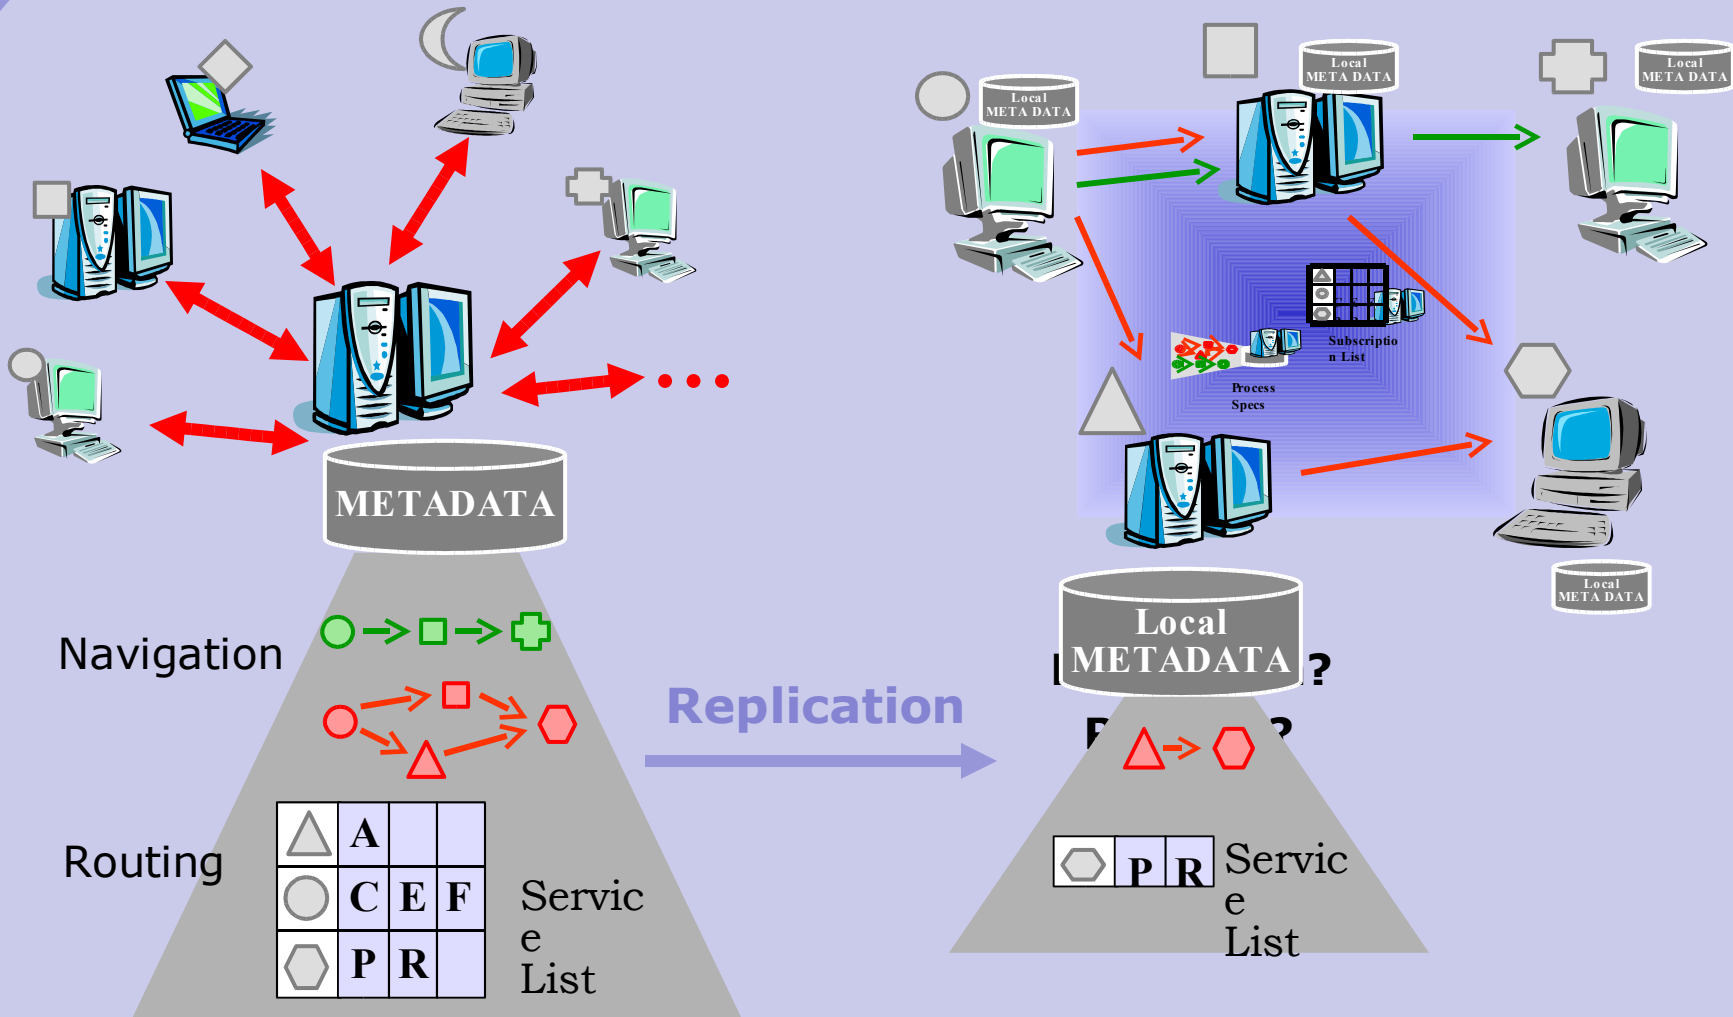 Local
META DATA
Local
META DATA
Local
META DATA
Subscriptio
n List
Process
Specs
METADATA
Local
META DATA
Navigation
Local
METADATA
?
Replication
?
A
Routing
C E F
P R
Servic
e
List
P R
Servic
e
List